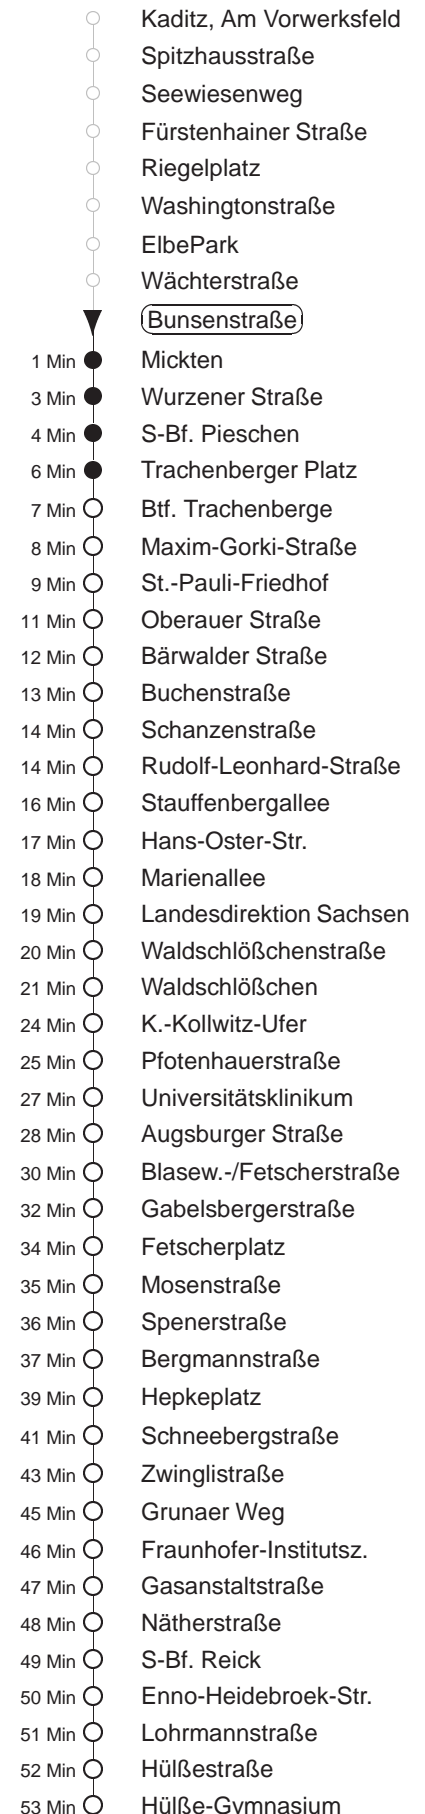 Kaditz, Am Vorwerksfeld
Spitzhausstraße
Seewiesenweg
Fürstenhainer Straße
Riegelplatz
Washingtonstraße
ElbePark
Wächterstraße
Bunsenstraße
1 Min Mickten
3 Min Wurzener Straße
4 Min S-Bf. Pieschen
6 Min Trachenberger Platz
7 Min Btf. Trachenberge
8 Min Maxim-Gorki-Straße
9 Min St.-Pauli-Friedhof
11 Min Oberauer Straße
12 Min Bärwalder Straße
13 Min Buchenstraße
14 Min Schanzenstraße
14 Min Rudolf-Leonhard-Straße
16 Min Stauffenbergallee
17 Min Hans-Oster-Str.
18 Min Marienallee
19 Min Landesdirektion Sachsen
20 Min Waldschlößchenstraße
21 Min Waldschlößchen
24 Min K.-Kollwitz-Ufer
25 Min Pfotenhauerstraße
27 Min Universitätsklinikum
28 Min Augsburger Straße
30 Min Blasew.-/Fetscherstraße
32 Min Gabelsbergerstraße
34 Min Fetscherplatz
35 Min Mosenstraße
36 Min Spenerstraße
37 Min Bergmannstraße
39 Min Hepkeplatz
41 Min Schneebergstraße
43 Min Zwinglistraße
45 Min Grunaer Weg
46 Min Fraunhofer-Institutsz.
47 Min Gasanstaltstraße
48 Min Nätherstraße
49 Min S-Bf. Reick
50 Min Enno-Heidebroek-Str.
51 Min Lohrmannstraße
52 Min Hülßestraße
53 Min Hülße-Gymnasium